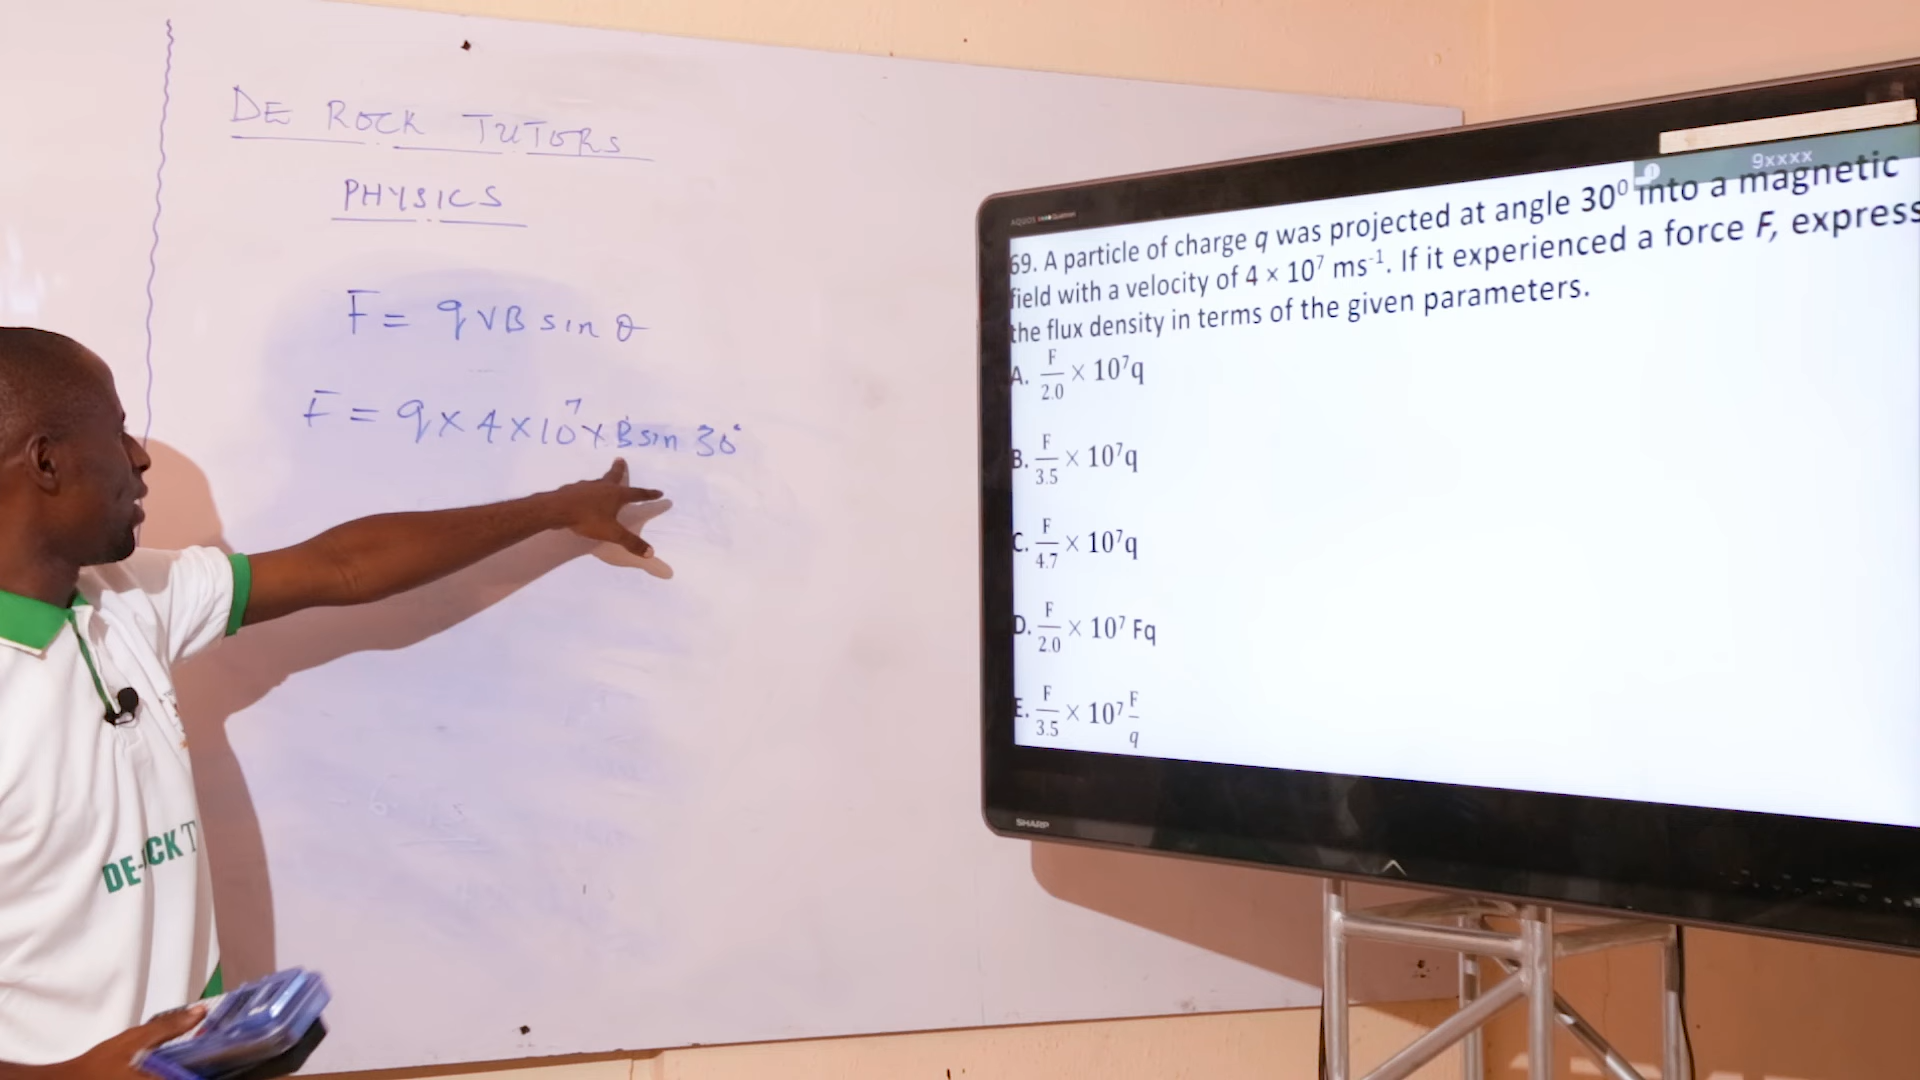 DE ROCK TUTORS
PHYSICS
F = qVB sin θ
F = q × 4 × 10⁷ × B sin 30°
9xxxx
69. A particle of charge q was projected at angle 30⁰ into a magnetic
field with a velocity of 4 × 10⁷ ms⁻¹. If it experienced a force F, express
the flux density in terms of the given parameters.
A. F/2.0 × 10⁷q
B. F/3.5 × 10⁷q
C. F/4.7 × 10⁷q
D. F/2.0 × 10⁷ Fq
E. F/3.5 × 10⁷ F/q
SHARP
AQUOS